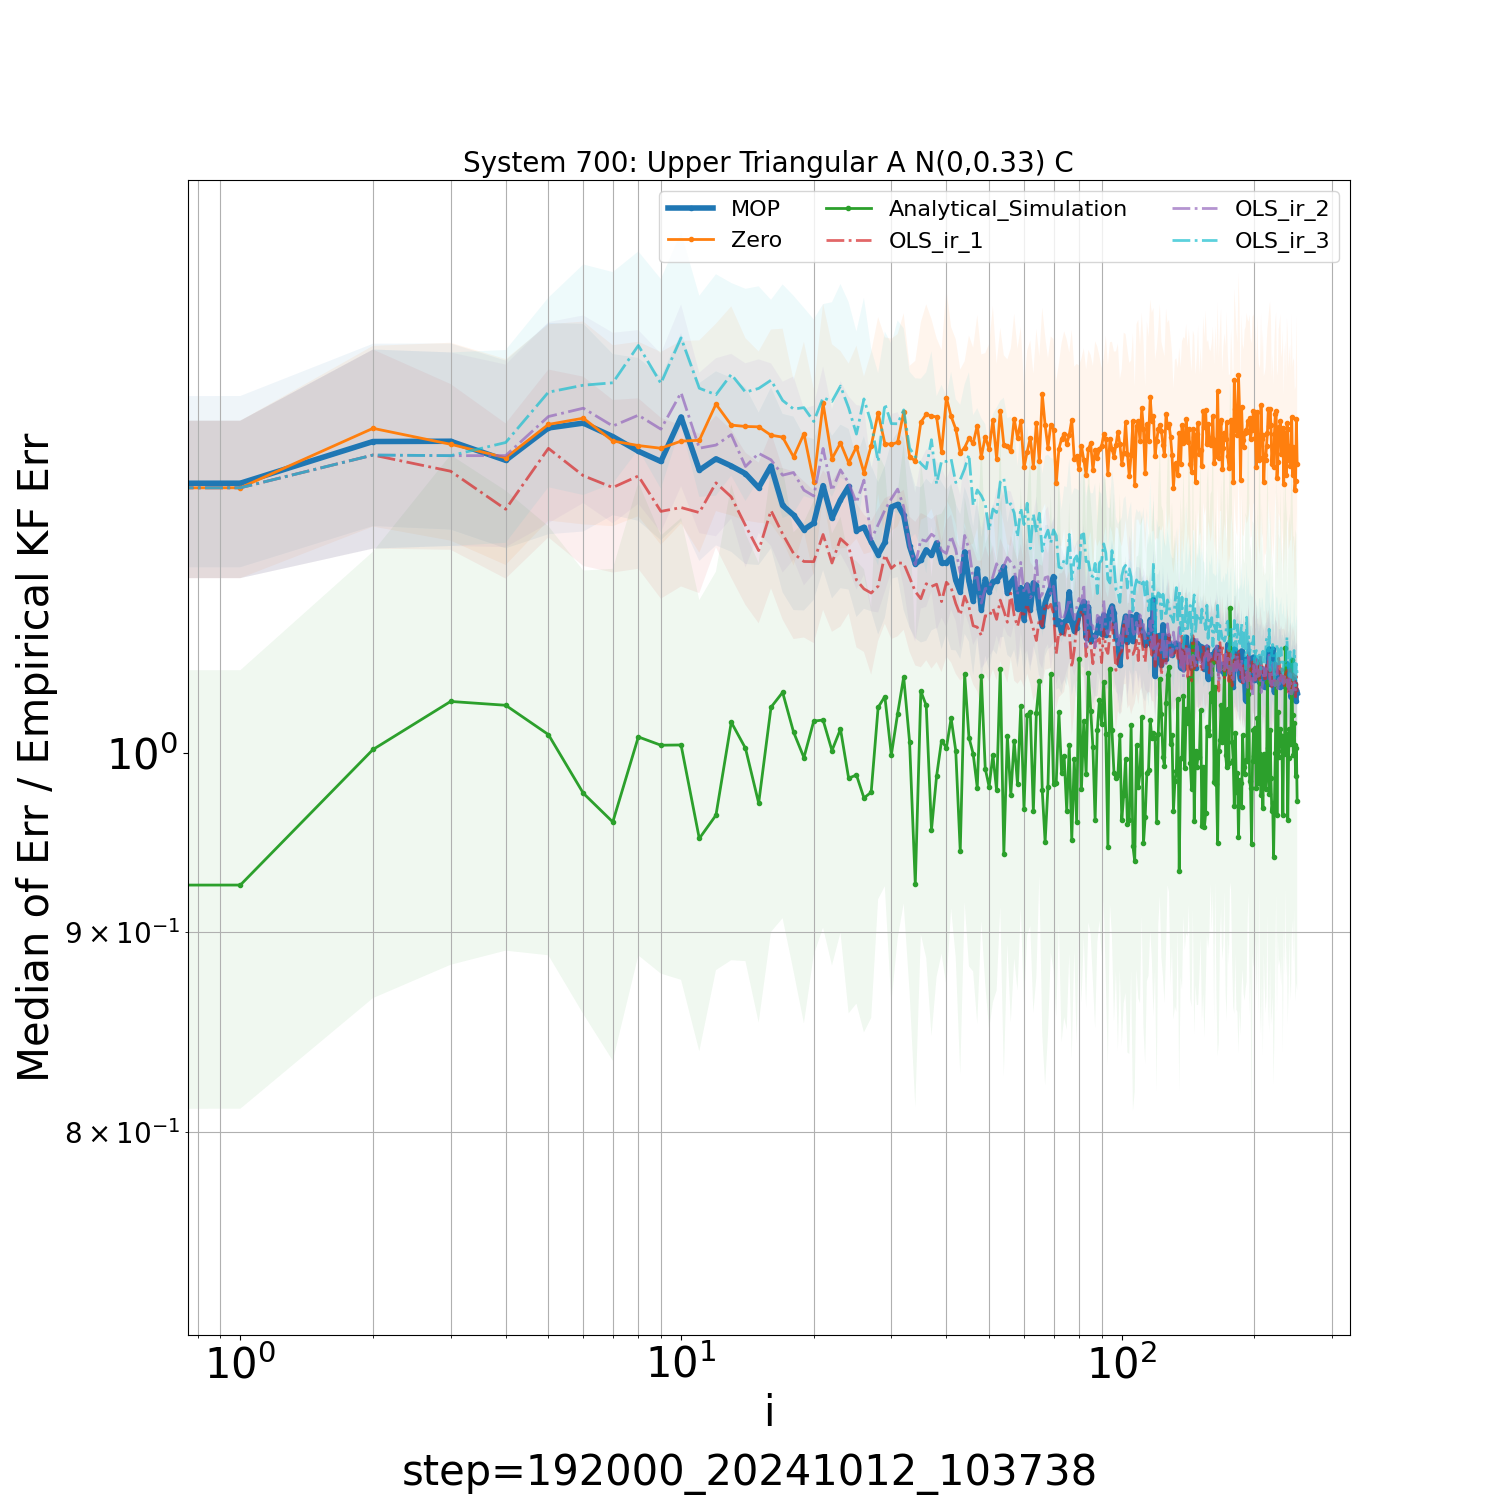 System 700: Upper Triangular A N(0,0.33) C
MOP
Zero
Analytical_Simulation
OLS_ir_1
OLS_ir_2
OLS_ir_3
Median of Err / Empirical KF Err
10⁰
9 × 10⁻¹
8 × 10⁻¹
10⁰
10¹
10²
i
step=192000_20241012_103738